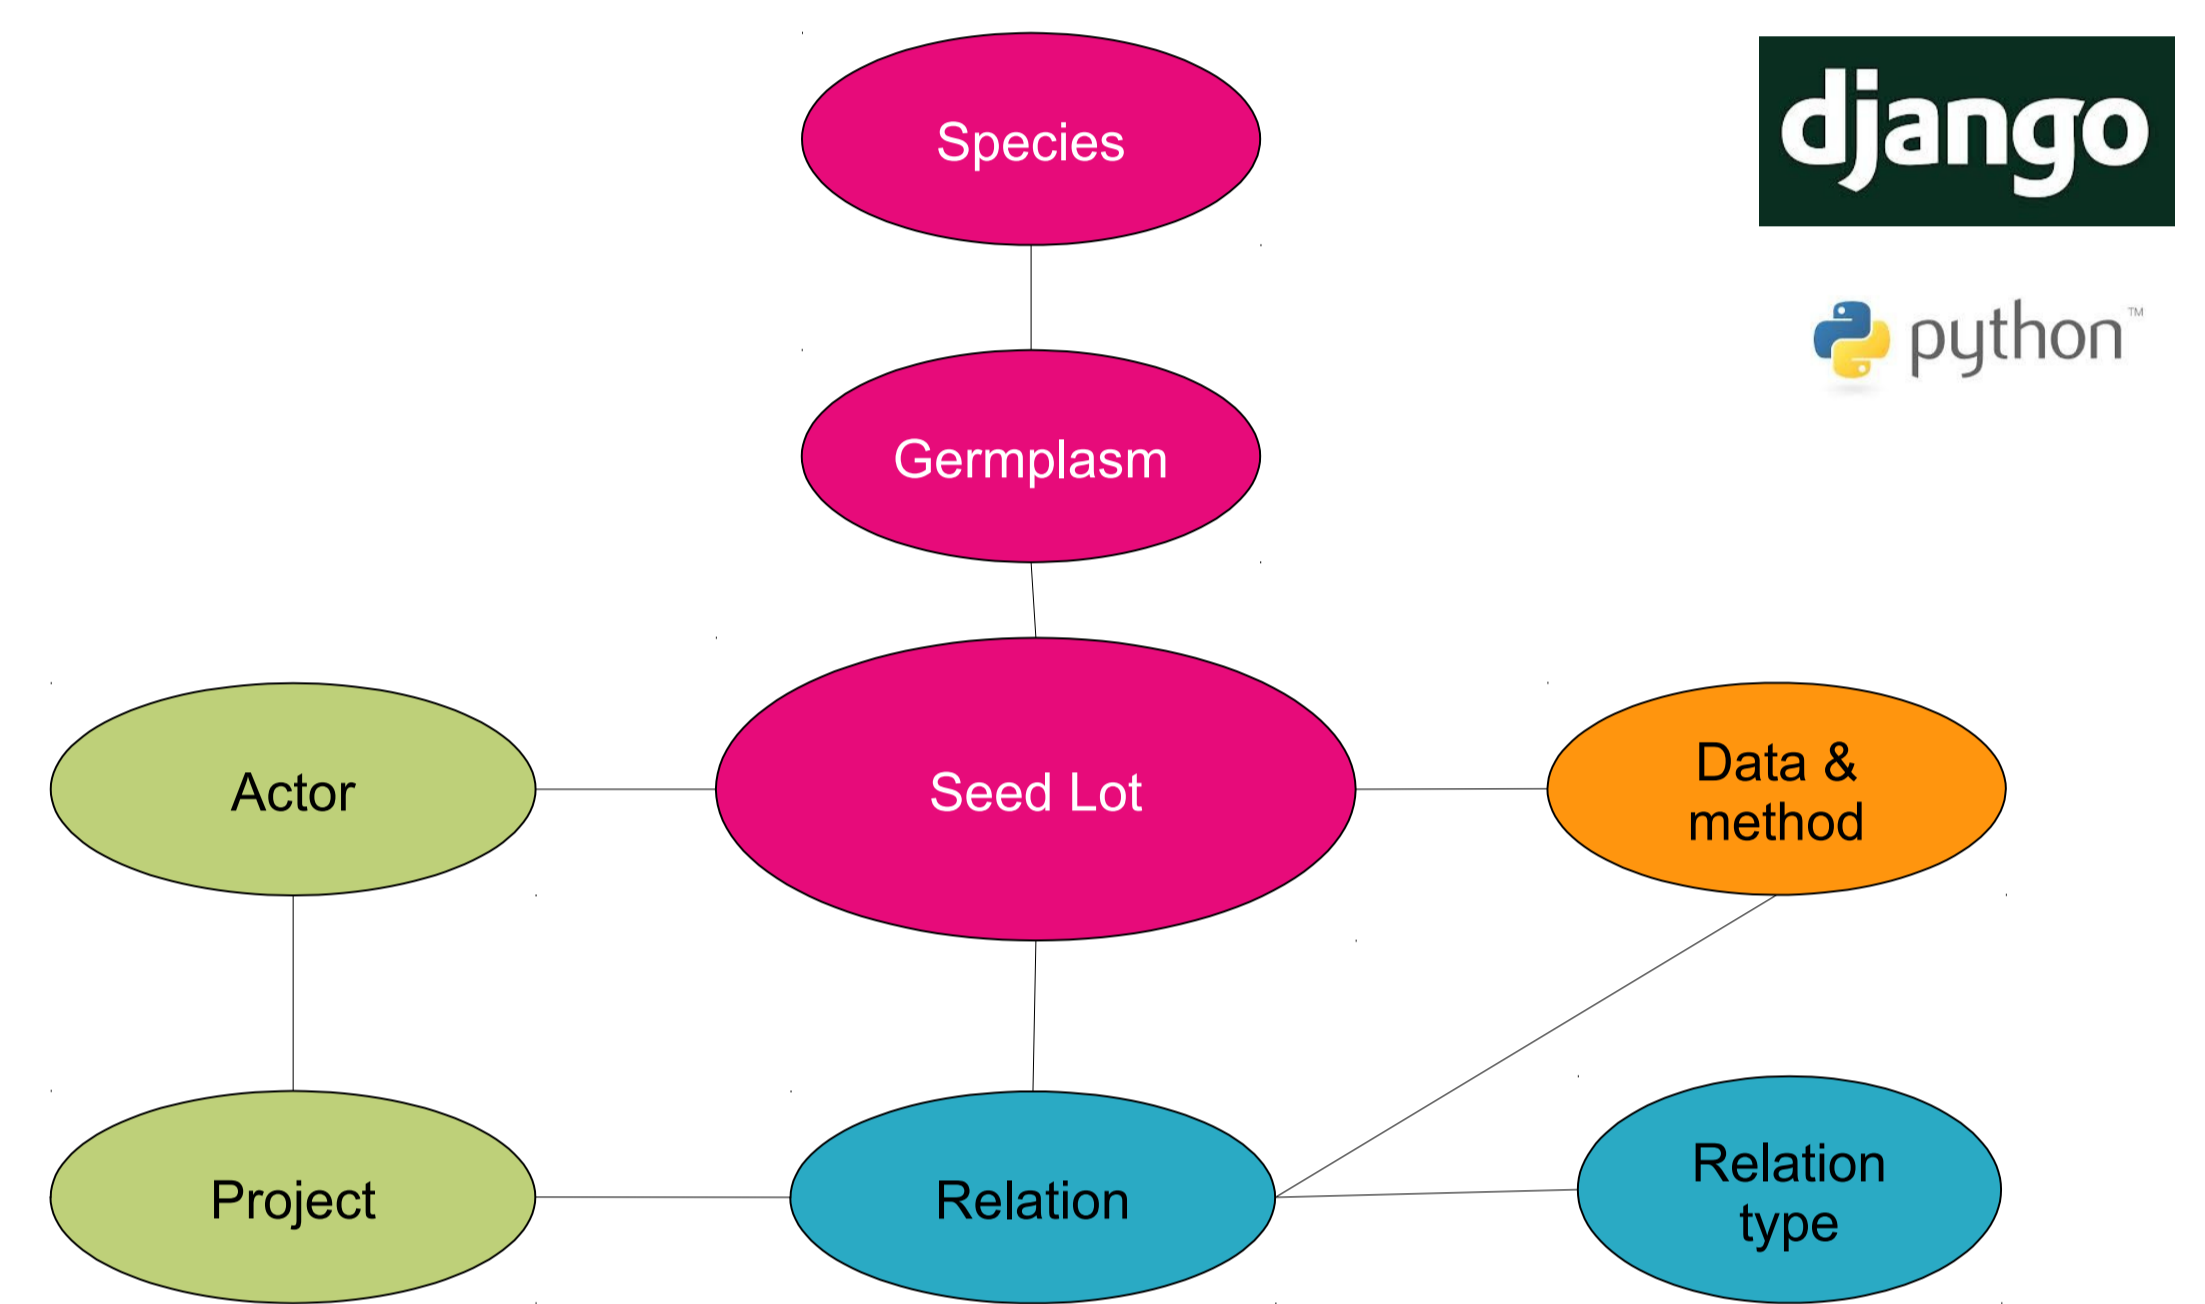 Species
django
python™
Germplasm
Actor
Seed Lot
Data &
method
Project
Relation
Relation
type